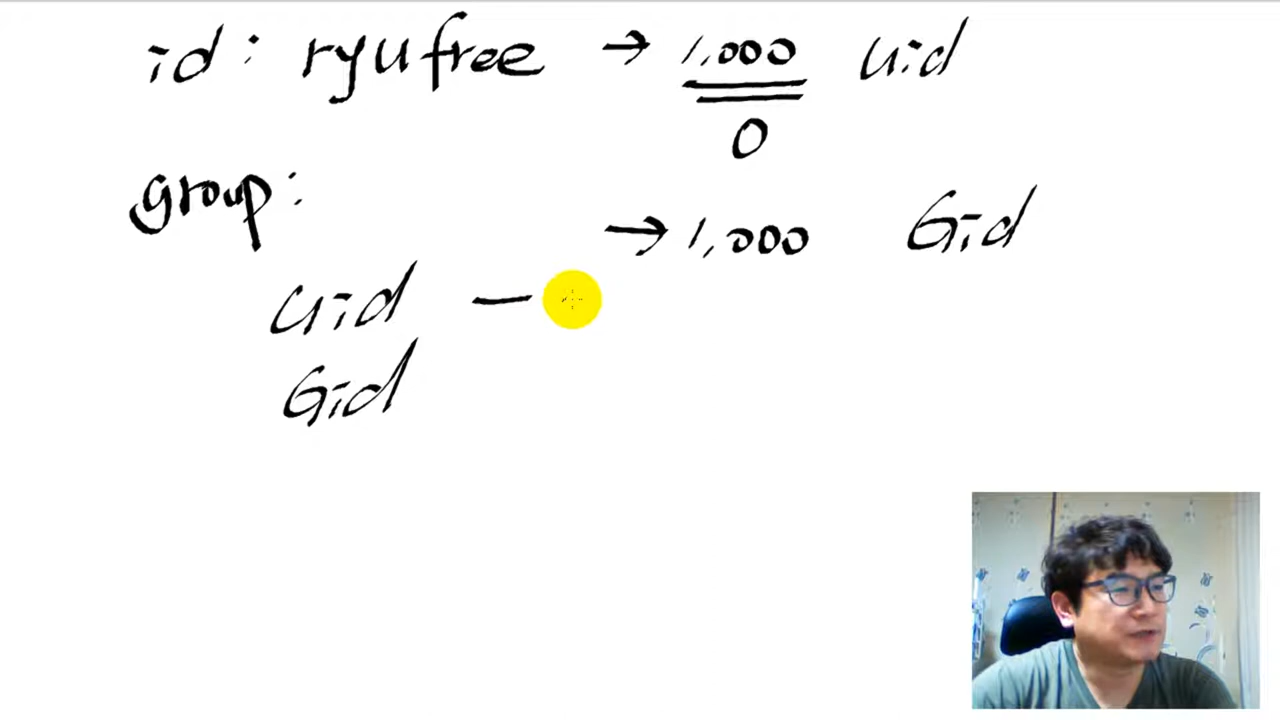 id: ryufree → 1,000 uid
0
group:
→ 1,000 Gid
uid —
Gid